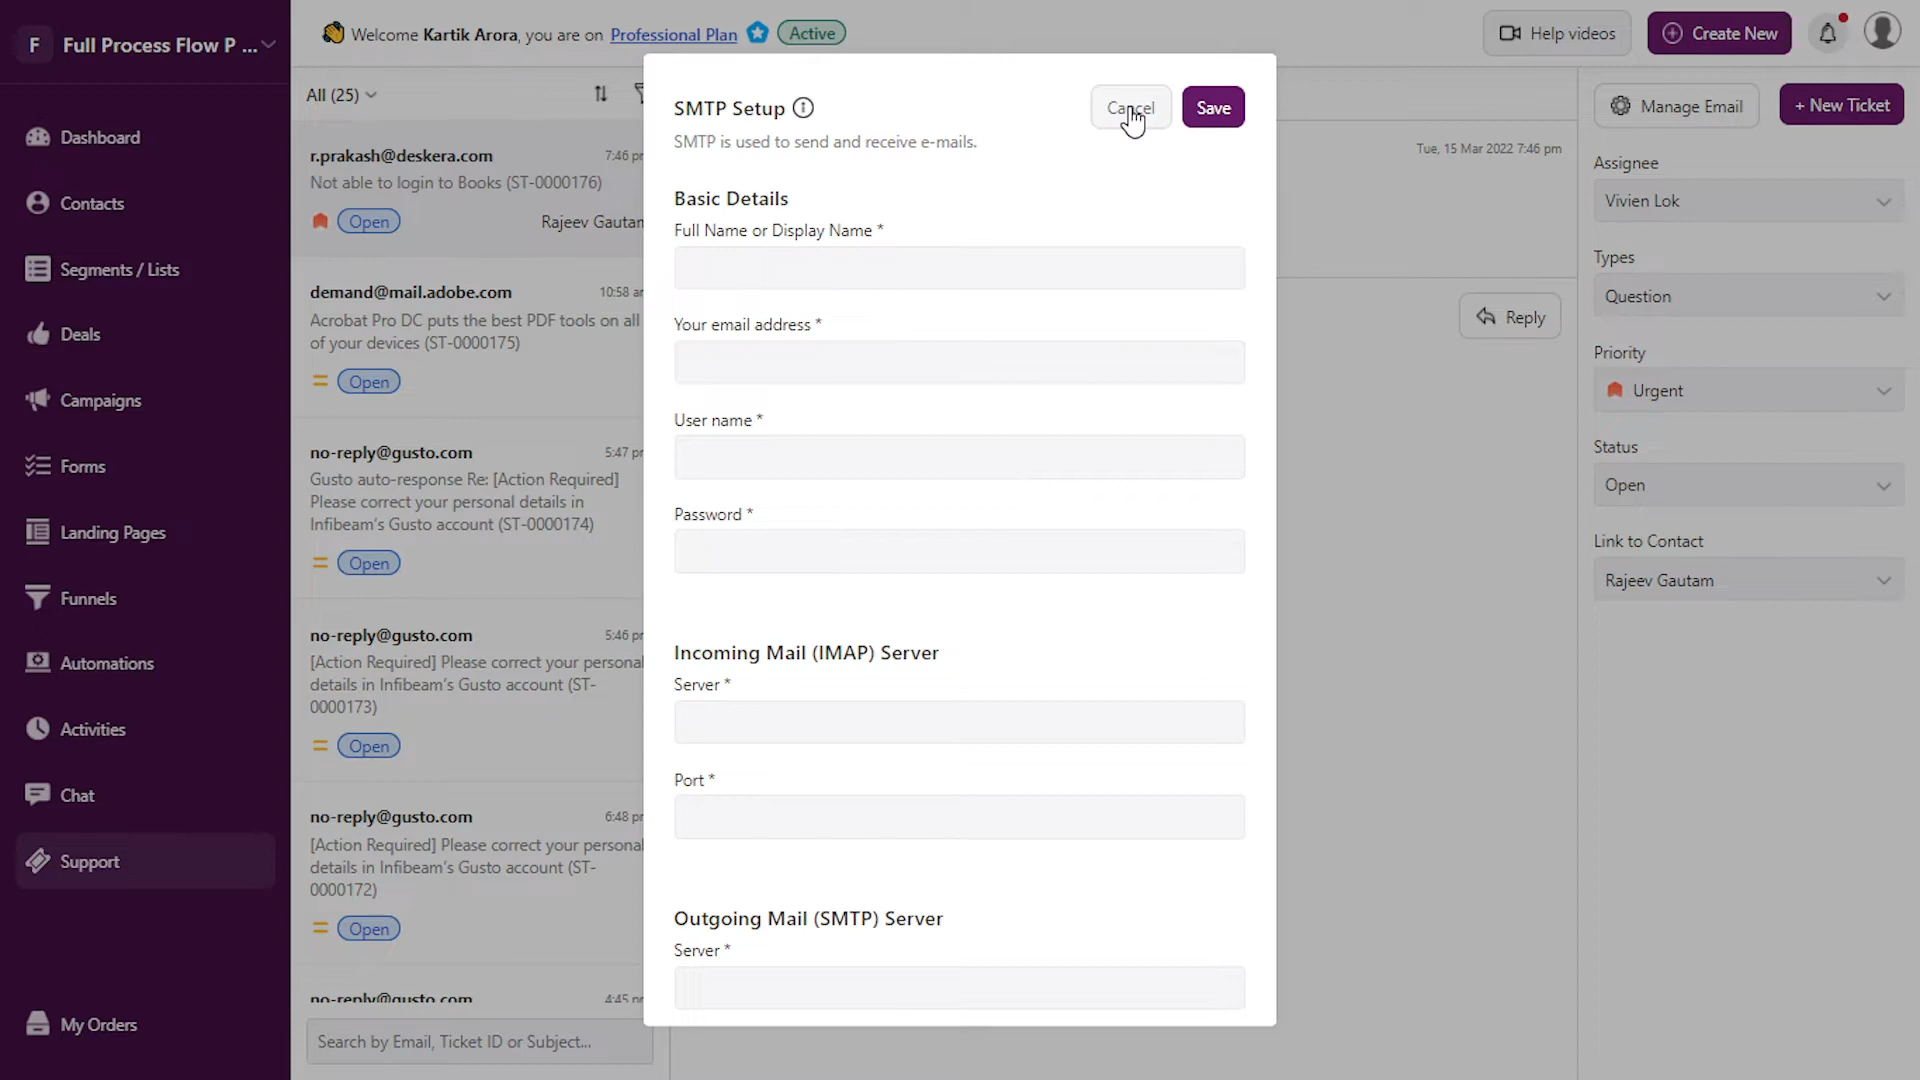 F Full Process Flow P ...
Dashboard
Contacts
Segments / Lists
Deals
Campaigns
Forms
Landing Pages
Funnels
Automations
Activities
Chat
Support
My Orders
Welcome Kartik Arora, you are on Professional Plan Active
Help videos
Create New
All (25)
r.prakash@deskera.com 7:46 pm
Not able to login to Books (ST-0000176)
Open Rajeev Gautam
demand@mail.adobe.com 10:58 am
Acrobat Pro DC puts the best PDF tools on all
of your devices (ST-0000175)
Open
no-reply@gusto.com 5:47 pm
Gusto auto-response Re: [Action Required]
Please correct your personal details in
Infibeam's Gusto account (ST-0000174)
Open
no-reply@gusto.com 5:46 pm
[Action Required] Please correct your personal
details in Infibeam's Gusto account (ST-
0000173)
Open
no-reply@gusto.com 6:48 pm
[Action Required] Please correct your personal
details in Infibeam's Gusto account (ST-
0000172)
Open
no-reply@gusto.com 4:45 pm
Search by Email, Ticket ID or Subject...
SMTP Setup
Cancel
Save
SMTP is used to send and receive e-mails.
Basic Details
Full Name or Display Name *
Your email address *
User name *
Password *
Incoming Mail (IMAP) Server
Server *
Port *
Outgoing Mail (SMTP) Server
Server *
Tue, 15 Mar 2022 7:46 pm
Reply
Manage Email
+ New Ticket
Assignee
Vivien Lok
Types
Question
Priority
Urgent
Status
Open
Link to Contact
Rajeev Gautam